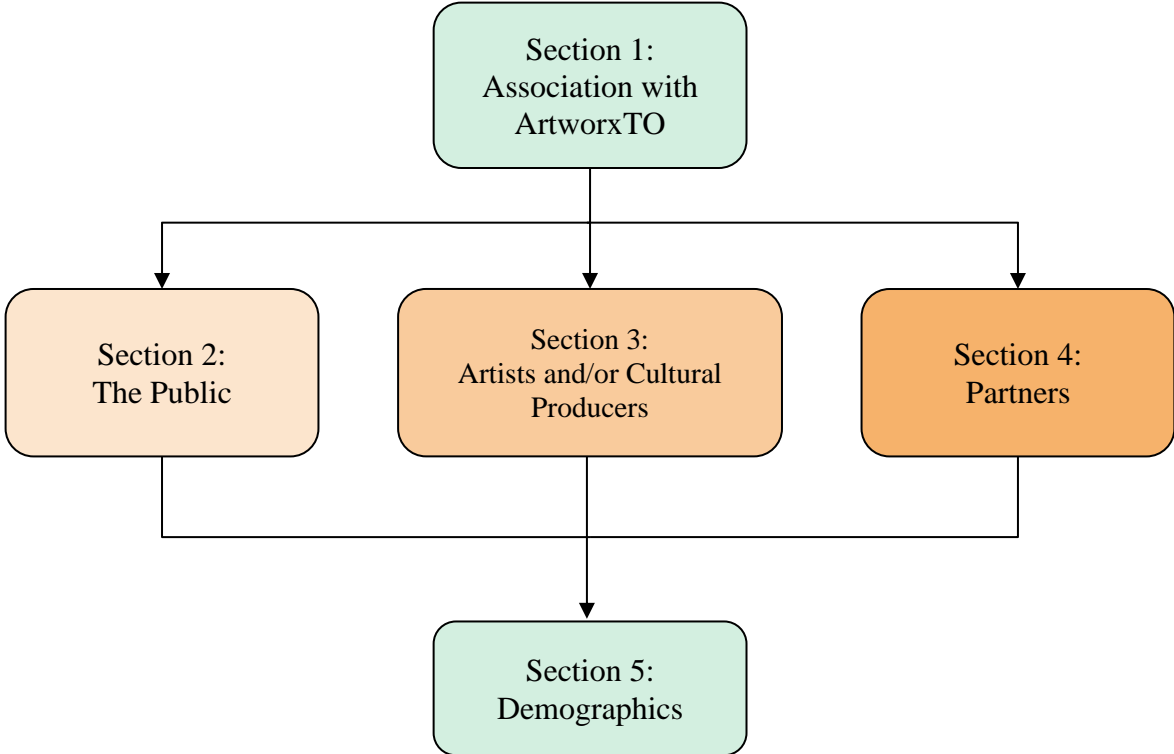 Section 1:
Association with
ArtworxTO
Section 2:
The Public
Section 3:
Artists and/or Cultural
Producers
Section 4:
Partners
Section 5:
Demographics